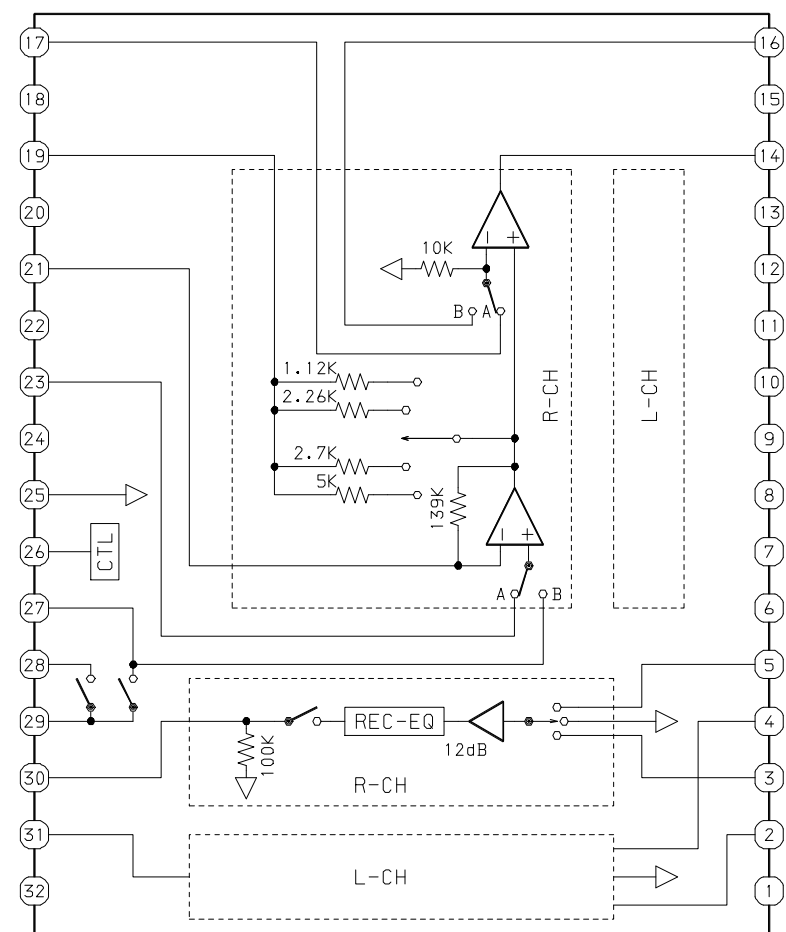 17 16
18 15
19 14
20 13
10K
21 12
B A
22 11
1.12K
23 10
2.26K
R-CH
L-CH
24 9
2.7K
5K
25 8
139K
26 CTL 7
A B
27 6
28 5
29 REC-EQ 4
12dB
100K
30 R-CH 3
31 2
L-CH
32 1